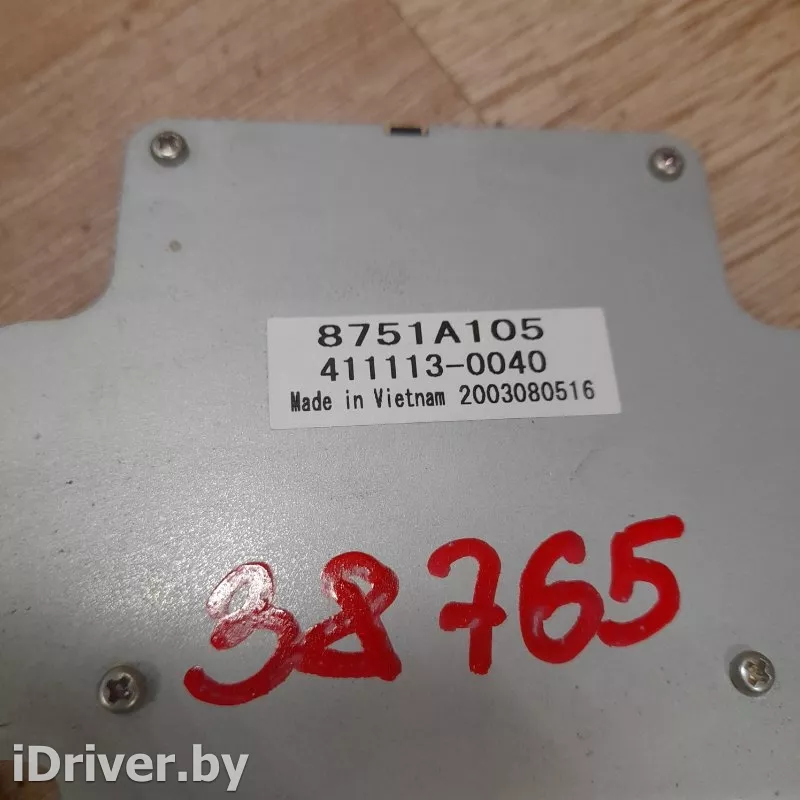 8751A105
411113-0040
Made in Vietnam 2003080516
38765
iDriver.by